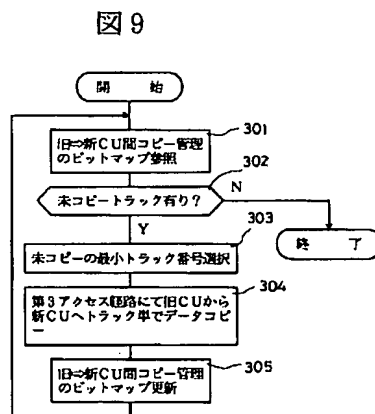 図9
開 始
301
旧⇒新CU間コピー管理
のビットマップ参照
302
未コピートラック有り?
N
Y
終 了
303
未コピーの最小トラック番号選択
304
第3アクセス経路にて旧CUから
新CUへトラック単でデータコ
ピー
305
旧⇒新CU間コピー管理
のビットマップ更新